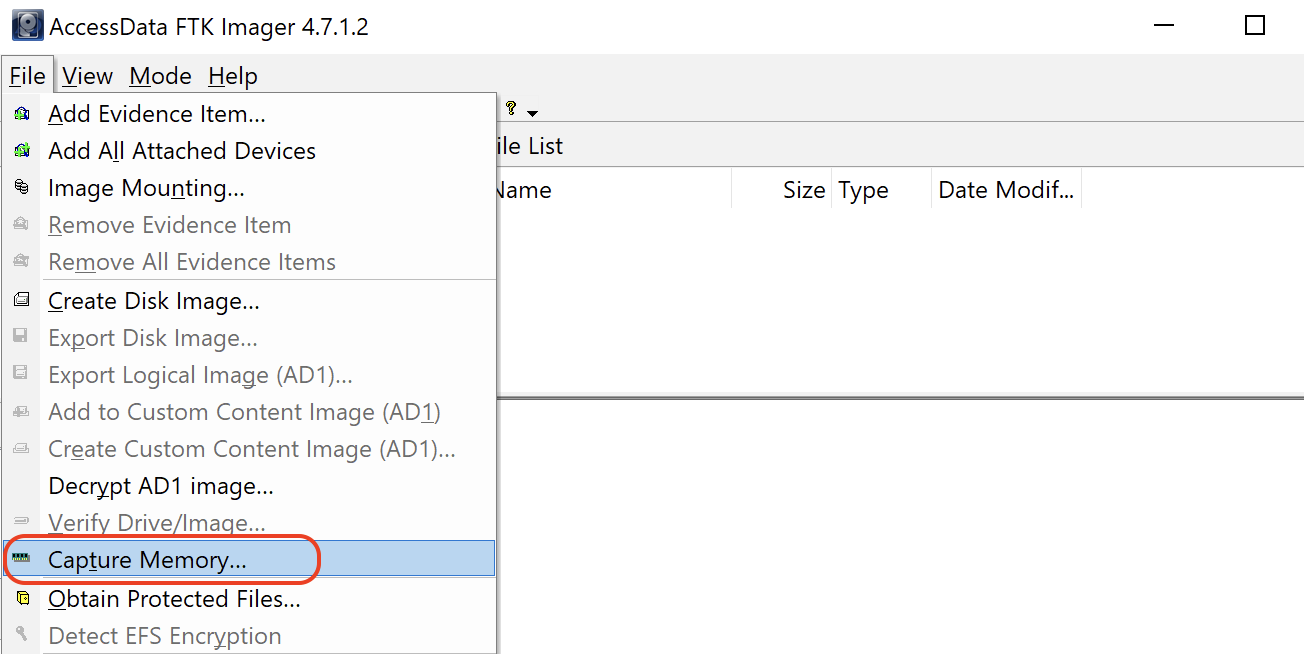 AccessData FTK Imager 4.7.1.2
File View Mode Help
Add Evidence Item...
Add All Attached Devices
Image Mounting...
Remove Evidence Item
Remove All Evidence Items
Create Disk Image...
Export Disk Image...
Export Logical Image (AD1)...
Add to Custom Content Image (AD1)
Create Custom Content Image (AD1)...
Decrypt AD1 image...
Verify Drive/Image...
Capture Memory...
Obtain Protected Files...
Detect EFS Encryption
?
ile List
Name Size Type Date Modif...